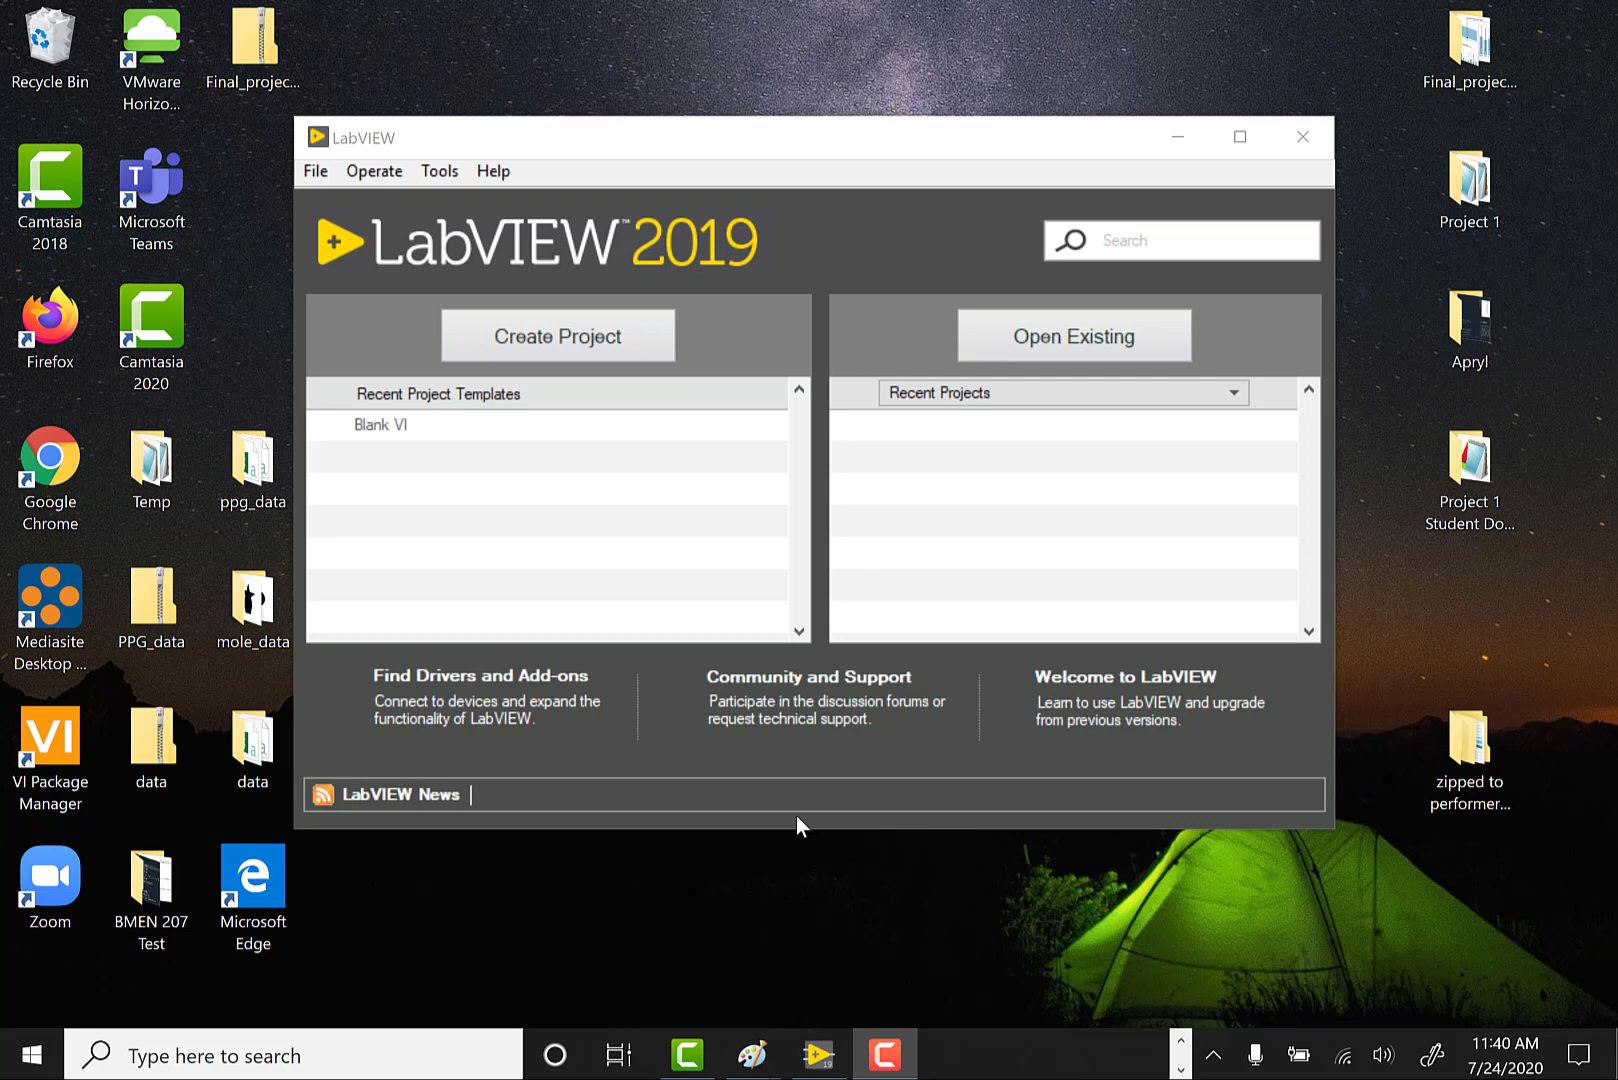 Recycle Bin
VMware
Horizo...
Final_projec...
Camtasia
2018
Microsoft
Teams
Firefox
Camtasia
2020
Google
Chrome
Temp
ppg_data
Mediasite
Desktop ...
PPG_data
mole_data
VI
VI Package
Manager
data
data
Zoom
BMEN 207
Test
Microsoft
Edge
LabVIEW
File Operate Tools Help
LabVIEW™ 2019
Search
Create Project
Open Existing
Recent Project Templates
Blank VI
Recent Projects
Find Drivers and Add-ons
Connect to devices and expand the
functionality of LabVIEW.
Community and Support
Participate in the discussion forums or
request technical support.
Welcome to LabVIEW
Learn to use LabVIEW and upgrade
from previous versions.
LabVIEW News |
Final_projec...
Project 1
Apryl
Project 1
Student Do...
zipped to
performer...
Type here to search
19
11:40 AM
7/24/2020